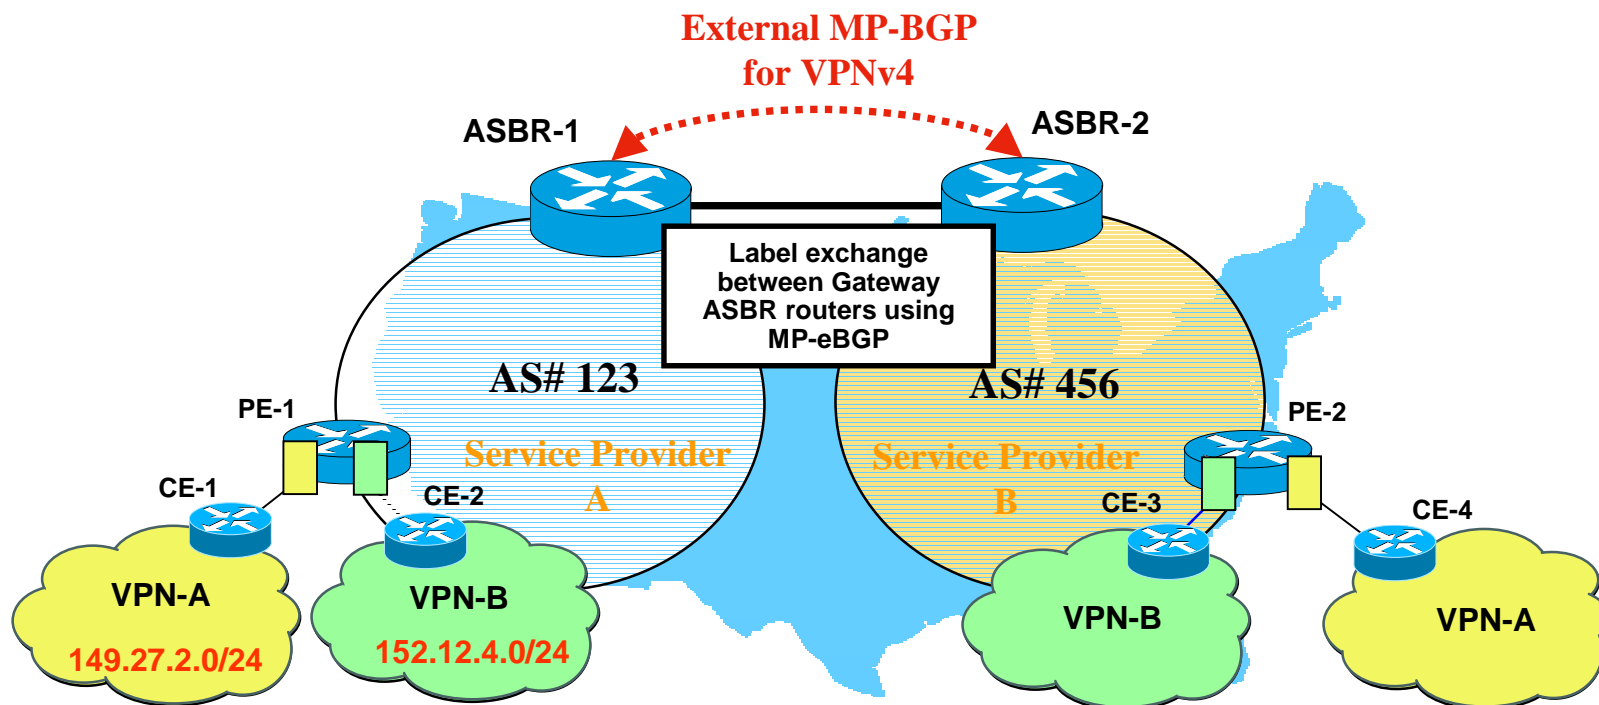 External MP-BGP
for VPNv4
ASBR-1
ASBR-2
Label exchange
between Gateway
ASBR routers using
MP-eBGP
AS# 123
AS# 456
PE-1
PE-2
Service Provider
A
Service Provider
B
CE-1
CE-2
CE-3
CE-4
VPN-A
149.27.2.0/24
VPN-B
152.12.4.0/24
VPN-B
VPN-A